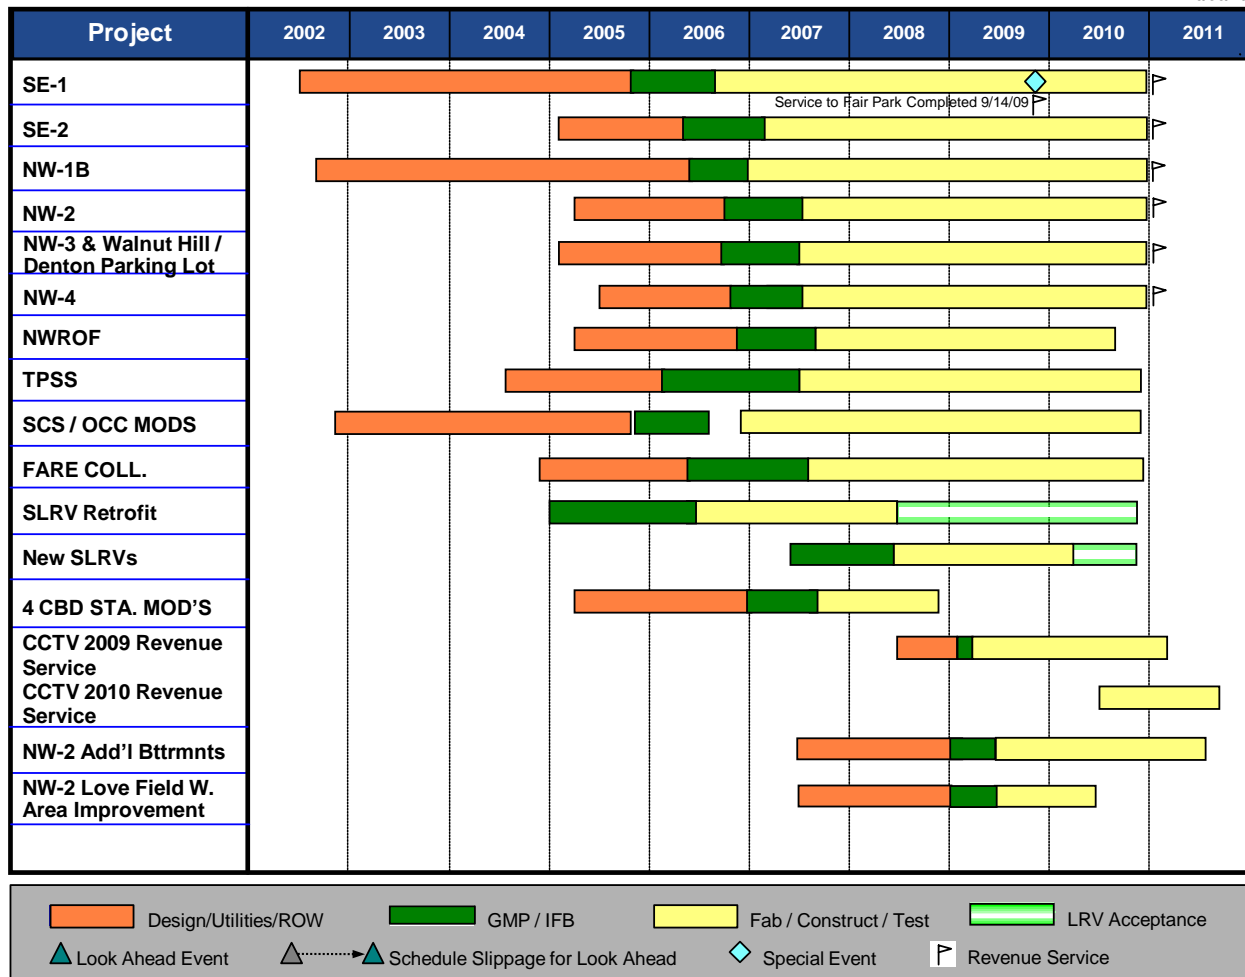 Project 2002 2003 2004 2005 2006 2007 2008 2009 2010 2011
SE-1
Service to Fair Park Completed 9/14/09
SE-2
NW-1B
NW-2
NW-3 & Walnut Hill /
Denton Parking Lot
NW-4
NWROF
TPSS
SCS / OCC MODS
FARE COLL.
SLRV Retrofit
New SLRVs
4 CBD STA. MOD'S
CCTV 2009 Revenue
Service
CCTV 2010 Revenue
Service
NW-2 Add'l Bttrmnts
NW-2 Love Field W.
Area Improvement
Design/Utilities/ROW GMP / IFB Fab / Construct / Test LRV Acceptance
Look Ahead Event Schedule Slippage for Look Ahead Special Event Revenue Service